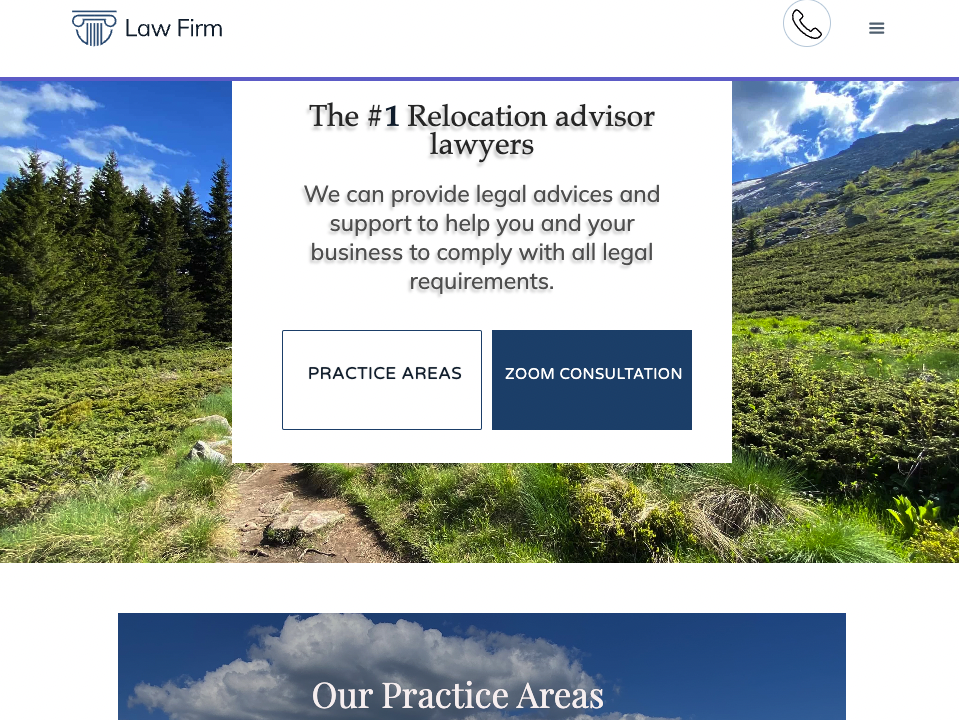 Law Firm
The #1 Relocation advisor
lawyers
We can provide legal advices and
support to help you and your
business to comply with all legal
requirements.
PRACTICE AREAS
ZOOM CONSULTATION
Our Practice Areas